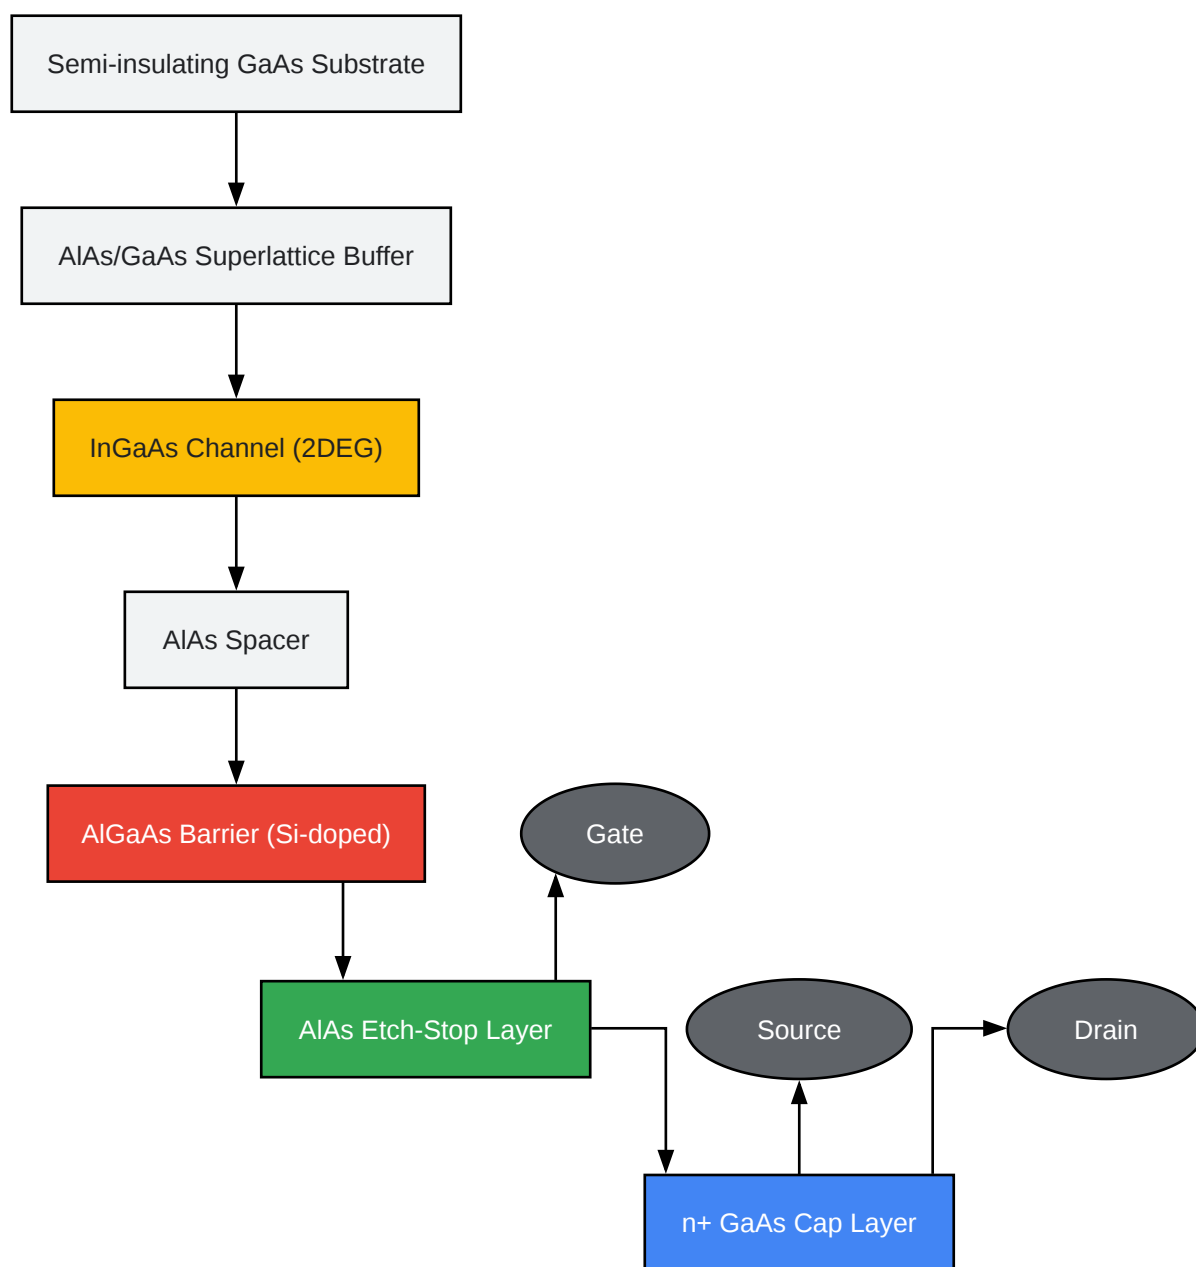 Semi-insulating GaAs Substrate
AlAs/GaAs Superlattice Buffer
InGaAs Channel (2DEG)
AlAs Spacer
AlGaAs Barrier (Si-doped)
Gate
AlAs Etch-Stop Layer
Source
Drain
n+ GaAs Cap Layer